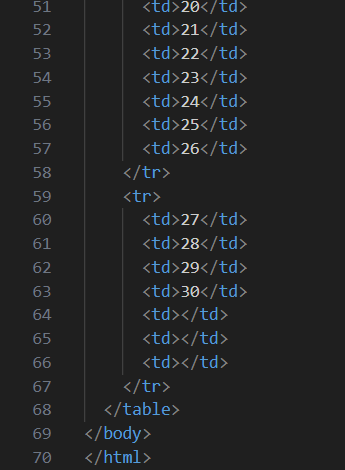 51 <td>20</td>
52 <td>21</td>
53 <td>22</td>
54 <td>23</td>
55 <td>24</td>
56 <td>25</td>
57 <td>26</td>
58 </tr>
59 <tr>
60 <td>27</td>
61 <td>28</td>
62 <td>29</td>
63 <td>30</td>
64 <td></td>
65 <td></td>
66 <td></td>
67 </tr>
68 </table>
69 </body>
70 </html>